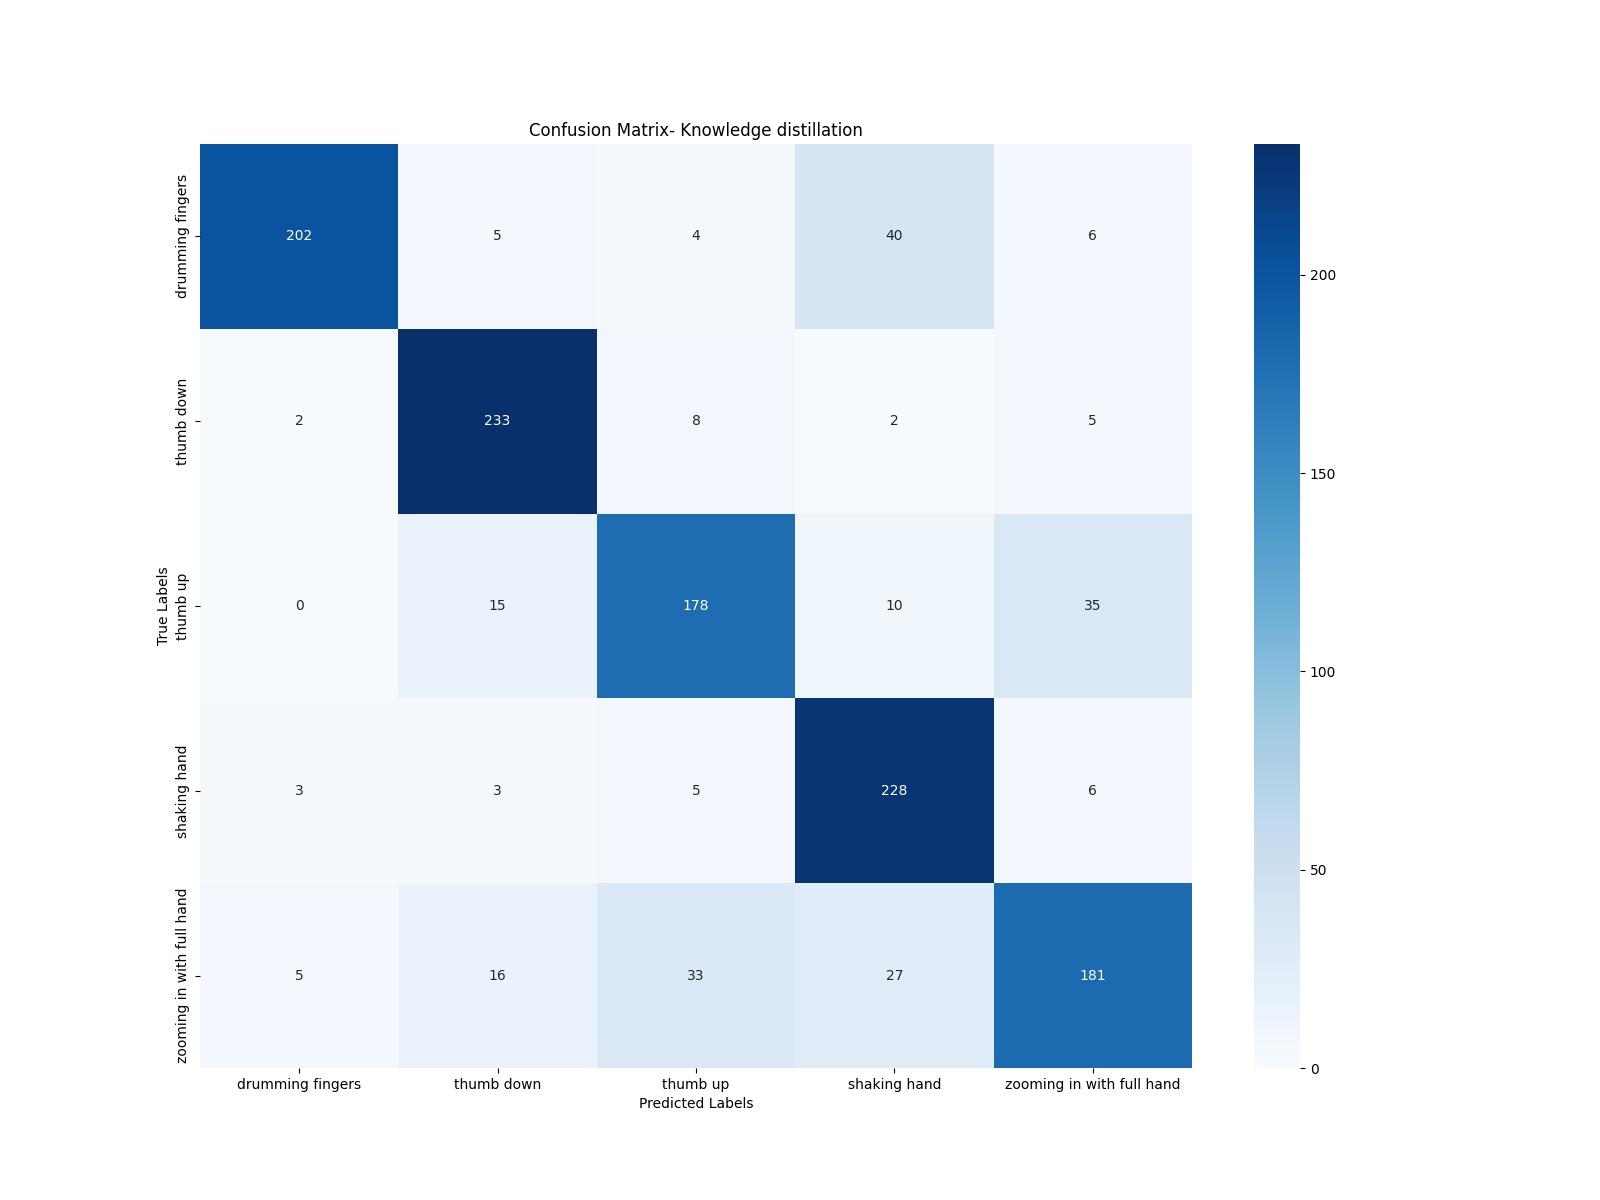 Confusion Matrix- Knowledge distillation
True Labels
drumming fingers
202 5 4 40 6
thumb down
2 233 8 2 5
thumb up
0 15 178 10 35
shaking hand
3 3 5 228 6
zooming in with full hand
5 16 33 27 181
drumming fingers thumb down thumb up shaking hand zooming in with full hand
Predicted Labels
200
150
100
50
0